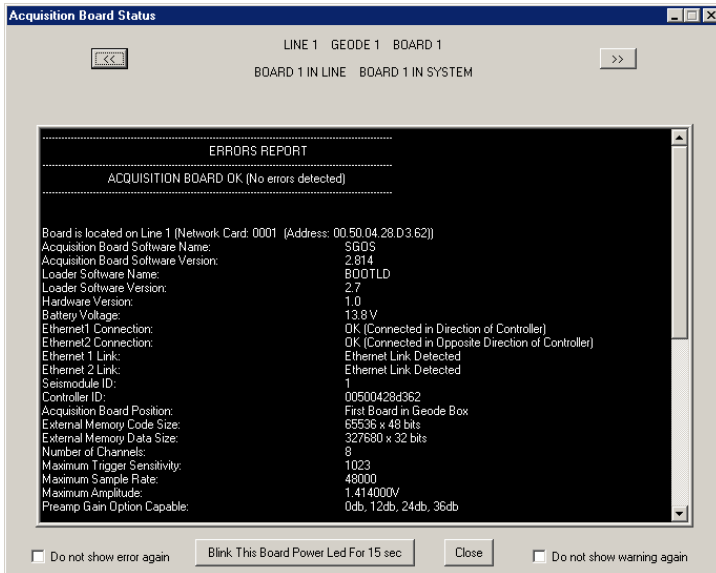 Acquisition Board Status
<< LINE 1 GEODE 1 BOARD 1 >>
BOARD 1 IN LINE BOARD 1 IN SYSTEM
ERRORS REPORT
ACQUISITION BOARD OK (No errors detected)
Board is located on Line 1 (Network Card: 0001 (Address: 00.50.04.28.D3.62))
Acquisition Board Software Name: SGOS
Acquisition Board Software Version: 2.814
Loader Software Name: BOOTLD
Loader Software Version: 2.7
Hardware Version: 1.0
Battery Voltage: 13.8 V
Ethernet1 Connection: OK (Connected in Direction of Controller)
Ethernet2 Connection: OK (Connected in Opposite Direction of Controller)
Ethernet 1 Link: Ethernet Link Detected
Ethernet 2 Link: Ethernet Link Detected
Seismodule ID: 1
Controller ID: 00500428d362
Acquisition Board Position: First Board in Geode Box
External Memory Code Size: 65536 x 48 bits
External Memory Data Size: 327680 x 32 bits
Number of Channels: 8
Maximum Trigger Sensitivity: 1023
Maximum Sample Rate: 48000
Maximum Amplitude: 1.414000V
Preamp Gain Option Capable: 0db, 12db, 24db, 36db
Do not show error again Blink This Board Power Led For 15 sec Close Do not show warning again